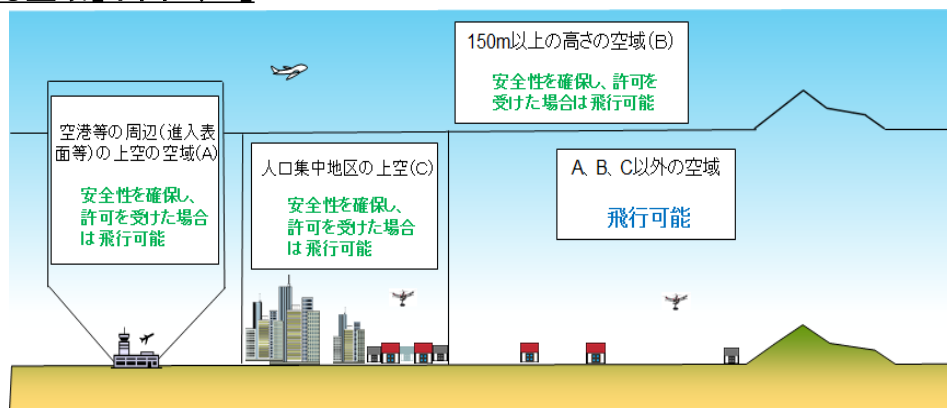 150m以上の高さの空域(B)
安全性を確保し、許可を
受けた場合は飛行可能
空港等の周辺(進入表
面等)の上空の空域(A)
安全性を確保し、
許可を受けた場合
は飛行可能
人口集中地区の上空(C)
安全性を確保し、
許可を受けた場合
は飛行可能
A、B、C以外の空域
飛行可能